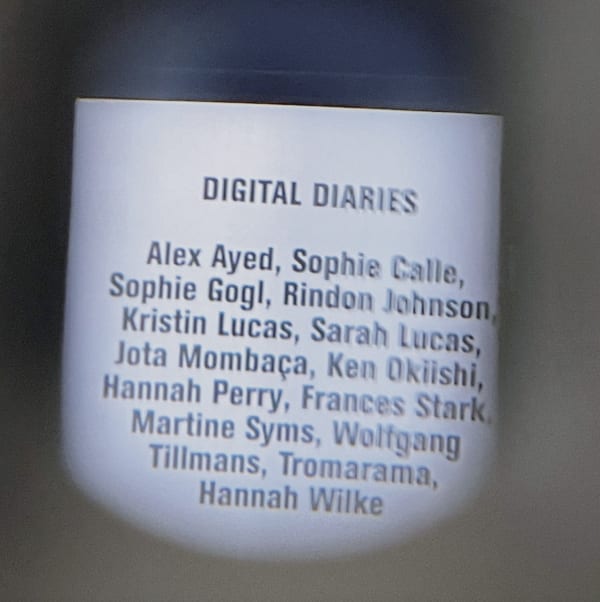 DIGITAL DIARIES
Alex Ayed, Sophie Calle,
Sophie Gogl, Rindon Johnson,
Kristin Lucas, Sarah Lucas,
Jota Mombaça, Ken Okiishi,
Hannah Perry, Frances Stark,
Martine Syms, Wolfgang
Tillmans, Tromarama,
Hannah Wilke